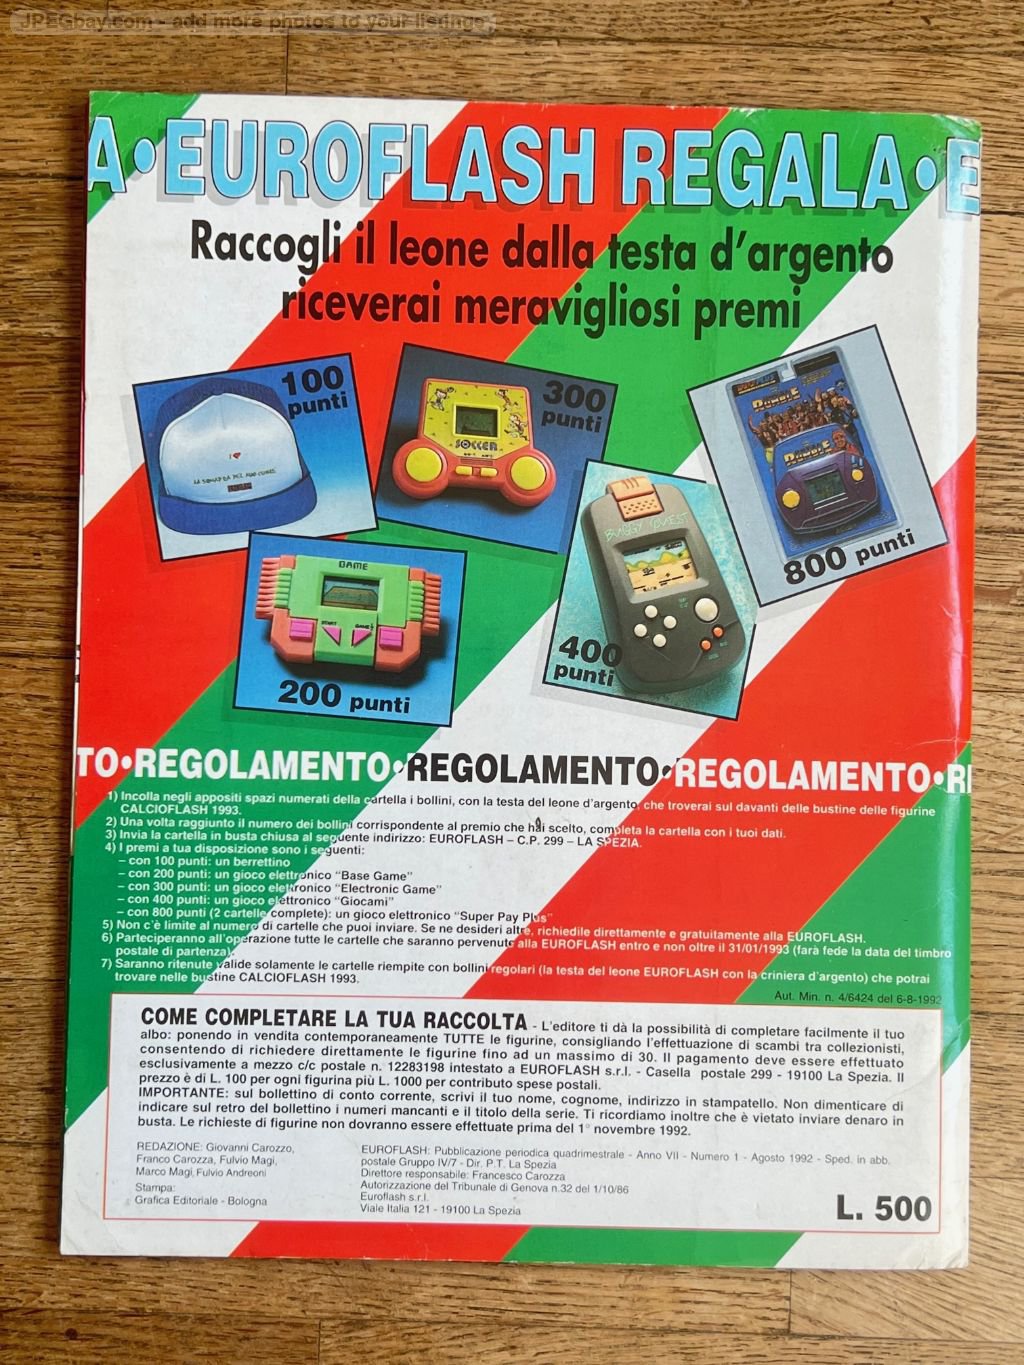 JPEGbay.com - add more photos to your listings
A•EUROFLASH REGALA•E
Raccogli il leone dalla testa d'argento
riceverai meravigliosi premi
100
punti
I ❤
LA SQUADRA DEL MIO CUORE
300
punti
SOCCER
RUMBLE
RUMBLE
800 punti
GAME
START
GAME
200 punti
BUGGY QUEST
400
punti
TO•REGOLAMENTO•REGOLAMENTO•REGOLAMENTO•RE
1) Incolla negli appositi spazi numerati della cartella i bollini, con la testa del leone d'argento, che troverai sul davanti delle bustine delle figurine
CALCIOFLASH 1993.
2) Una volta raggiunto il numero dei bollini corrispondente al premio che hai scelto, completa la cartella con i tuoi dati.
3) Invia la cartella in busta chiusa al seguente indirizzo: EUROFLASH – C.P. 299 – LA SPEZIA.
4) I premi a tua disposizione sono i seguenti:
– con 100 punti: un berrettino
– con 200 punti: un gioco elettronico "Base Game"
– con 300 punti: un gioco elettronico "Electronic Game"
– con 400 punti: un gioco elettronico "Giocami"
– con 800 punti (2 cartelle complete): un gioco elettronico "Super Pay Plus"
5) Non c'è limite al numero di cartelle che puoi inviare. Se ne desideri altre, richiedile direttamente e gratuitamente alla EUROFLASH.
6) Parteciperanno all'operazione tutte le cartelle che saranno pervenute alla EUROFLASH entro e non oltre il 31/01/1993 (farà fede la data del timbro
postale di partenza).
7) Saranno ritenute valide solamente le cartelle riempite con bollini regolari (la testa del leone EUROFLASH con la criniera d'argento) che potrai
trovare nelle bustine CALCIOFLASH 1993.
Aut. Min. n. 4/6424 del 6-8-1992
COME COMPLETARE LA TUA RACCOLTA - L'editore ti dà la possibilità di completare facilmente il tuo
albo: ponendo in vendita contemporaneamente TUTTE le figurine, consigliando l'effettuazione di scambi tra collezionisti,
consentendo di richiedere direttamente le figurine fino ad un massimo di 30. Il pagamento deve essere effettuato
esclusivamente a mezzo c/c postale n. 12283198 intestato a EUROFLASH s.r.l. - Casella postale 299 - 19100 La Spezia. Il
prezzo è di L. 100 per ogni figurina più L. 1000 per contributo spese postali.
IMPORTANTE: sul bollettino di conto corrente, scrivi il tuo nome, cognome, indirizzo in stampatello. Non dimenticare di
indicare sul retro del bollettino i numeri mancanti e il titolo della serie. Ti ricordiamo inoltre che è vietato inviare denaro in
busta. Le richieste di figurine non dovranno essere effettuate prima del 1° novembre 1992.
REDAZIONE: Giovanni Carozzo,
Franco Carozza, Fulvio Magi,
Marco Magi, Fulvio Andreoni
Stampa:
Grafica Editoriale - Bologna
EUROFLASH: Pubblicazione periodica quadrimestrale - Anno VII - Numero 1 - Agosto 1992 - Sped. in abb.
postale Gruppo IV/7 - Dir. P.T. La Spezia
Direttore responsabile: Francesco Carozza
Autorizzazione del Tribunale di Genova n.32 del 1/10/86
Euroflash s.r.l.
Viale Italia 121 - 19100 La Spezia
L. 500